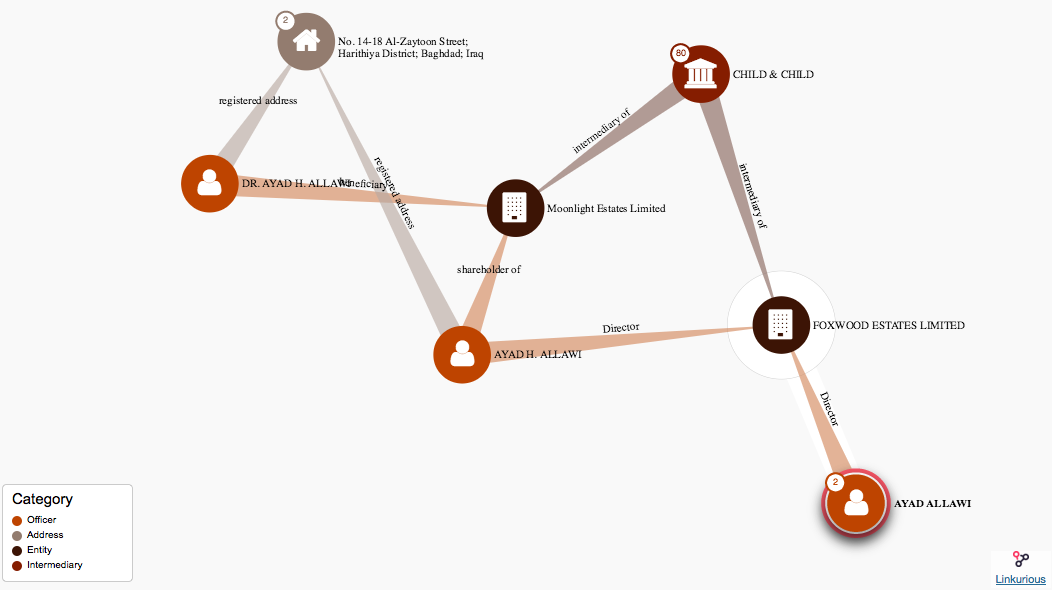 2
No. 14-18 Al-Zaytoon Street;
Harithiya District; Baghdad; Iraq
80
CHILD & CHILD
registered address
intermediary of
registered address
DR. AYAD H. ALLAWI
beneficiary
intermediary of
Moonlight Estates Limited
shareholder of
Director
FOXWOOD ESTATES LIMITED
AYAD H. ALLAWI
Director
2
AYAD ALLAWI
Category
Officer
Address
Entity
Intermediary
Linkurious